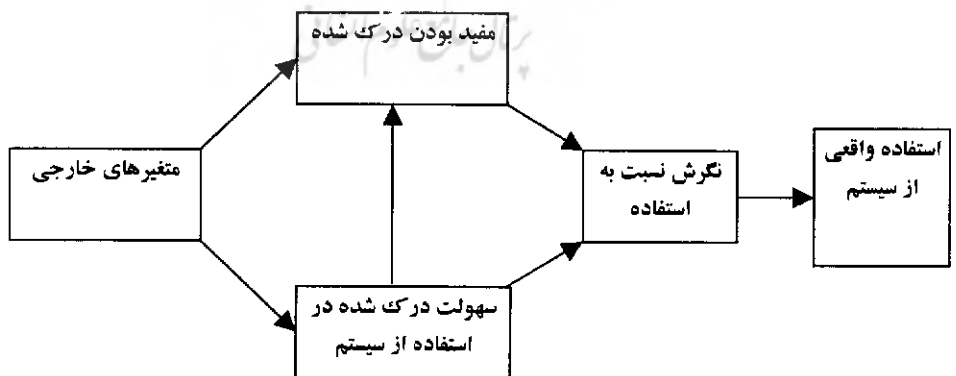 مفید بودن درک شده
متغیرهای خارجی
نگرش نسبت به
استفاده
استفاده واقعی
از سیستم
سهولت درک شده در
استفاده از سیستم